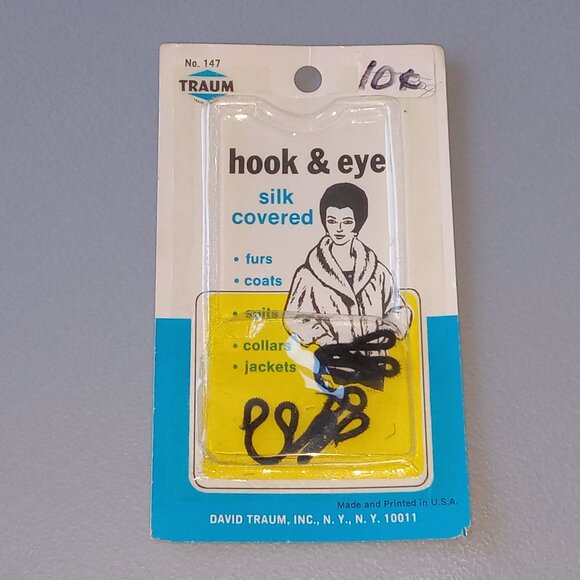 No. 147
TRAUM
10¢
hook & eye
silk
covered
• furs
• coats
• suits
• collars
• jackets
Made and Printed in U.S.A.
DAVID TRAUM, INC., N. Y., N. Y. 10011